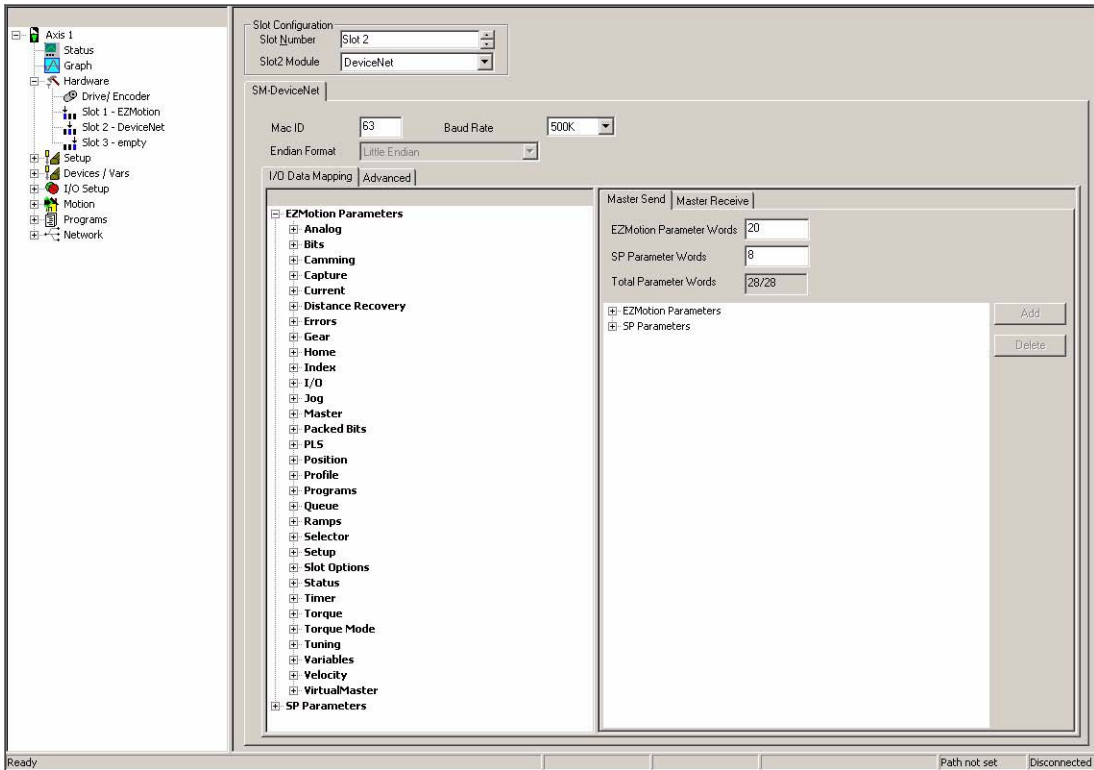 Axis 1
Status
Graph
Hardware
Drive/ Encoder
Slot 1 - EZMotion
Slot 2 - DeviceNet
Slot 3 - empty
Setup
Devices / Vars
I/O Setup
Motion
Programs
Network
Slot Configuration
Slot Number Slot 2
Slot2 Module DeviceNet
SM-DeviceNet
Mac ID 63 Baud Rate 500K
Endian Format Little Endian
I/O Data Mapping Advanced
EZMotion Parameters
Analog
Bits
Camming
Capture
Current
Distance Recovery
Errors
Gear
Home
Index
I/O
Jog
Master
Packed Bits
PLS
Position
Profile
Programs
Queue
Ramps
Selector
Setup
Slot Options
Status
Timer
Torque
Torque Mode
Tuning
Variables
Velocity
VirtualMaster
SP Parameters
Master Send Master Receive
EZMotion Parameter Words 20
SP Parameter Words 8
Total Parameter Words 28/28
EZMotion Parameters
SP Parameters
Add
Delete
Ready Path not set Disconnected